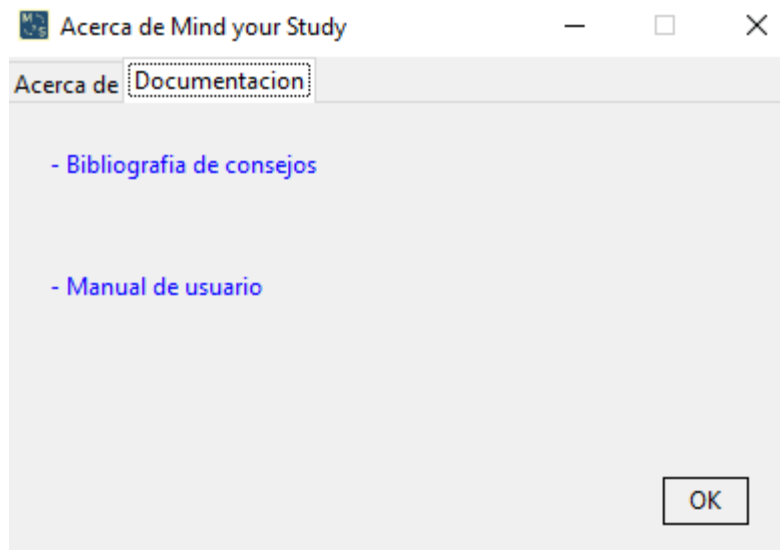 Acerca de Mind your Study
Acerca de Documentacion
- Bibliografia de consejos
- Manual de usuario
OK